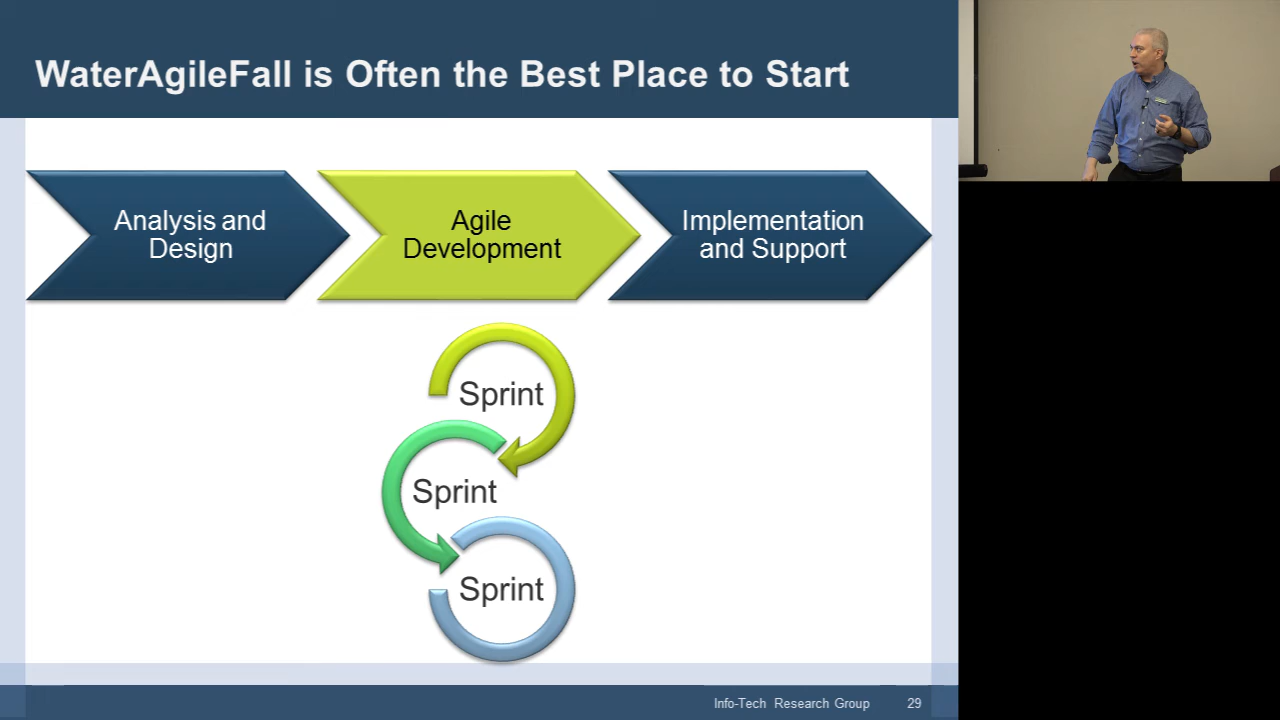 WaterAgileFall is Often the Best Place to Start
Analysis and
Design
Agile
Development
Implementation
and Support
Sprint
Sprint
Sprint
Info-Tech Research Group 29